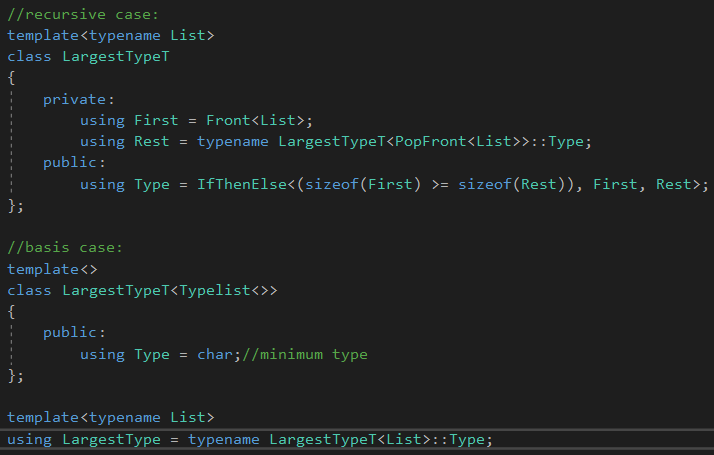 //recursive case:
template<typename List>
class LargestTypeT
{
    private:
        using First = Front<List>;
        using Rest = typename LargestTypeT<PopFront<List>>::Type;
    public:
        using Type = IfThenElse<(sizeof(First) >= sizeof(Rest)), First, Rest>;
};

//basis case:
template<>
class LargestTypeT<Typelist<>>
{
    public:
        using Type = char;//minimum type
};

template<typename List>
using LargestType = typename LargestTypeT<List>::Type;